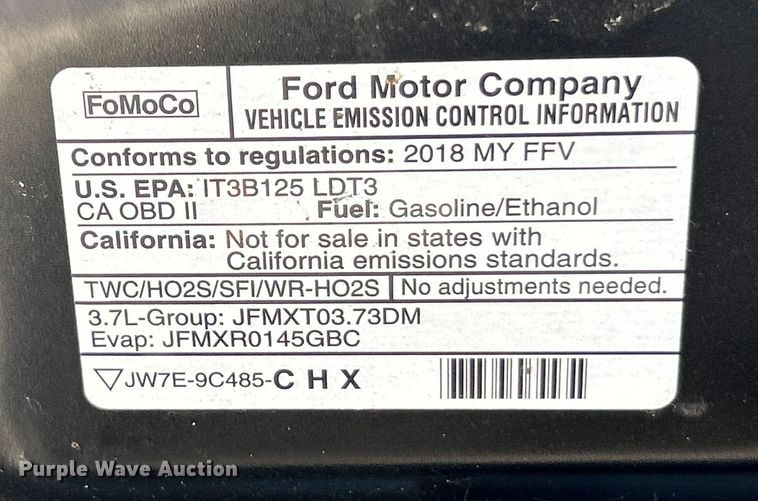 FoMoCo
Ford Motor Company
VEHICLE EMISSION CONTROL INFORMATION
Conforms to regulations: 2018 MY FFV
U.S. EPA: IT3B125 LDT3
CA OBD II Fuel: Gasoline/Ethanol
California: Not for sale in states with
California emissions standards.
TWC/HO2S/SFI/WR-HO2S No adjustments needed.
3.7L-Group: JFMXT03.73DM
Evap: JFMXR0145GBC
JW7E-9C485-C H X
Purple Wave Auction